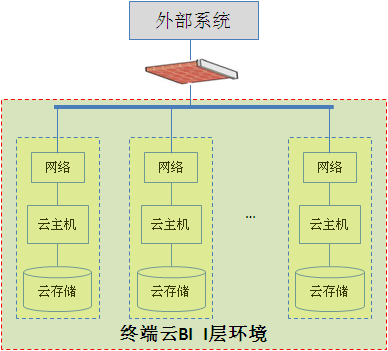 外部系统
网络 网络 网络
云主机 云主机 ... 云主机
云存储 云存储 云存储
终端云BI I层环境